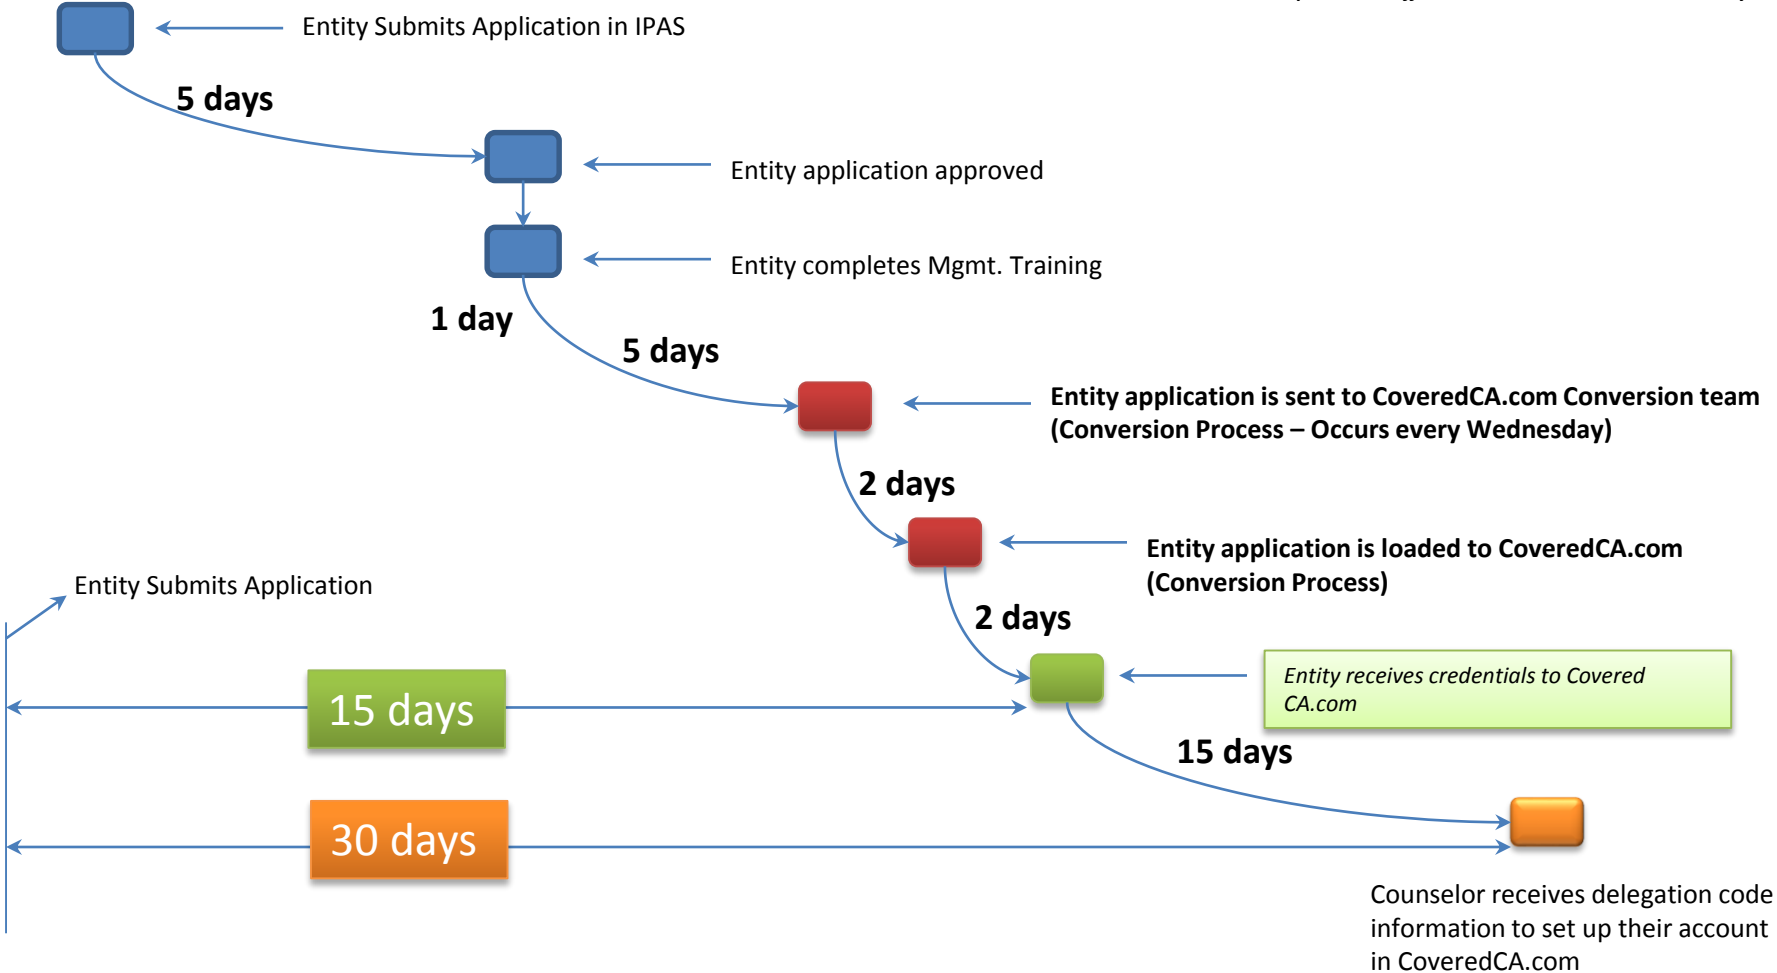 Entity Submits Application in IPAS
5 days
Entity application approved
Entity completes Mgmt. Training
1 day
5 days
Entity application is sent to CoveredCA.com Conversion team
(Conversion Process – Occurs every Wednesday)
2 days
Entity application is loaded to CoveredCA.com
(Conversion Process)
Entity Submits Application
2 days
Entity receives credentials to Covered
CA.com
15 days
15 days
30 days
Counselor receives delegation code
information to set up their account
in CoveredCA.com